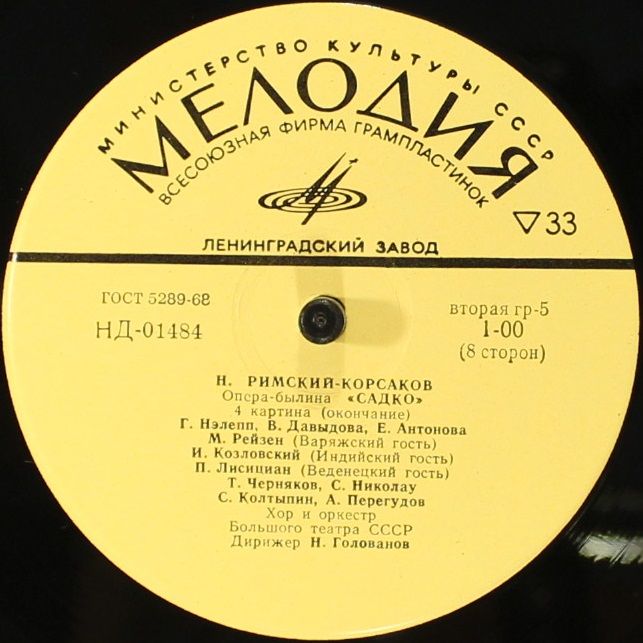 МИНИСТЕРСТВО КУЛЬТУРЫ СССР
МЕЛОДИЯ
ВСЕСОЮЗНАЯ ФИРМА ГРАМПЛАСТИНОК
33
ЛЕНИНГРАДСКИЙ ЗАВОД
ГОСТ 5289-68
НД-01484
вторая гр-5
1-00
(8 сторон)
Н. РИМСКИЙ-КОРСАКОВ
Опера-былина «САДКО»
4 картина (окончание)
Г. Нэлепп, В. Давыдова, Е. Антонова
М. Рейзен (Варяжский гость)
И. Козловский (Индийский гость)
П. Лисициан (Веденецкий гость)
Т. Черняков, С. Николау
С. Колтыпин, А. Перегудов
Хор и оркестр
Большого театра СССР
Дирижер Н. Голованов